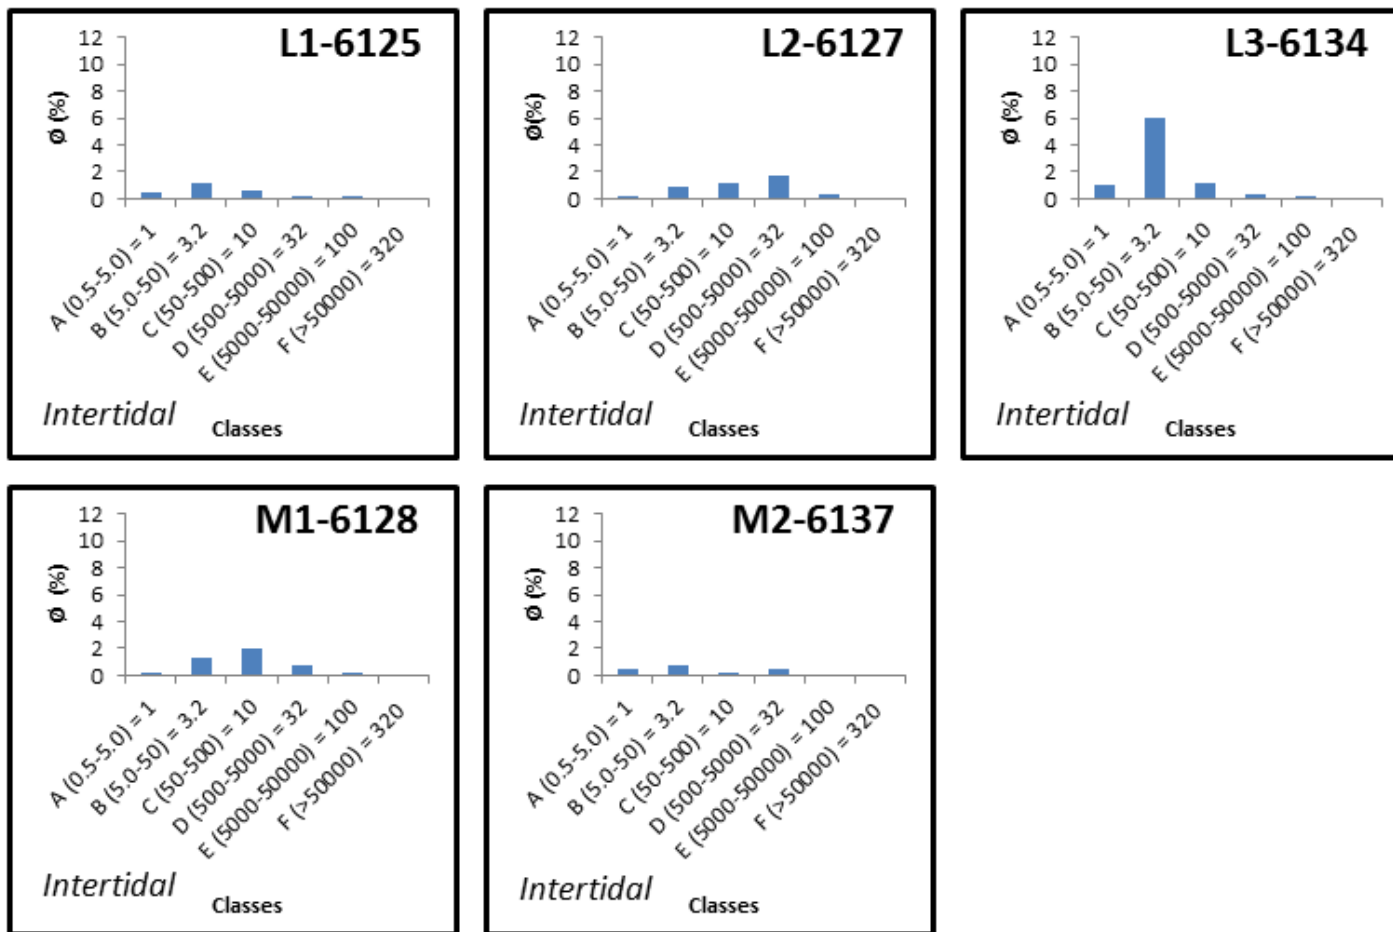 L1-6125
12
10
8
6
4
2
0
Ø (%)
A (0.5-5.0) = 1
B (5.0-50) = 3.2
C (50-500) = 10
D (500-5000) = 32
E (5000-50000) = 100
F (>50000) = 320
Intertidal
Classes
L2-6127
12
10
8
6
4
2
0
Ø(%)
A (0.5-5.0) = 1
B (5.0-50) = 3.2
C (50-500) = 10
D (500-5000) = 32
E (5000-50000) = 100
F (>50000) = 320
Intertidal
Classes
L3-6134
12
10
8
6
4
2
0
Ø (%)
A (0.5-5.0) = 1
B (5.0-50) = 3.2
C (50-500) = 10
D (500-5000) = 32
E (5000-50000) = 100
F (>50000) = 320
Intertidal
Classes
M1-6128
12
10
8
6
4
2
0
Ø (%)
A (0.5-5.0) = 1
B (5.0-50) = 3.2
C (50-500) = 10
D (500-5000) = 32
E (5000-50000) = 100
F (>50000) = 320
Intertidal
Classes
M2-6137
12
10
8
6
4
2
0
Ø (%)
A (0.5-5.0) = 1
B (5.0-50) = 3.2
C (50-500) = 10
D (500-5000) = 32
E (5000-50000) = 100
F (>50000) = 320
Intertidal
Classes